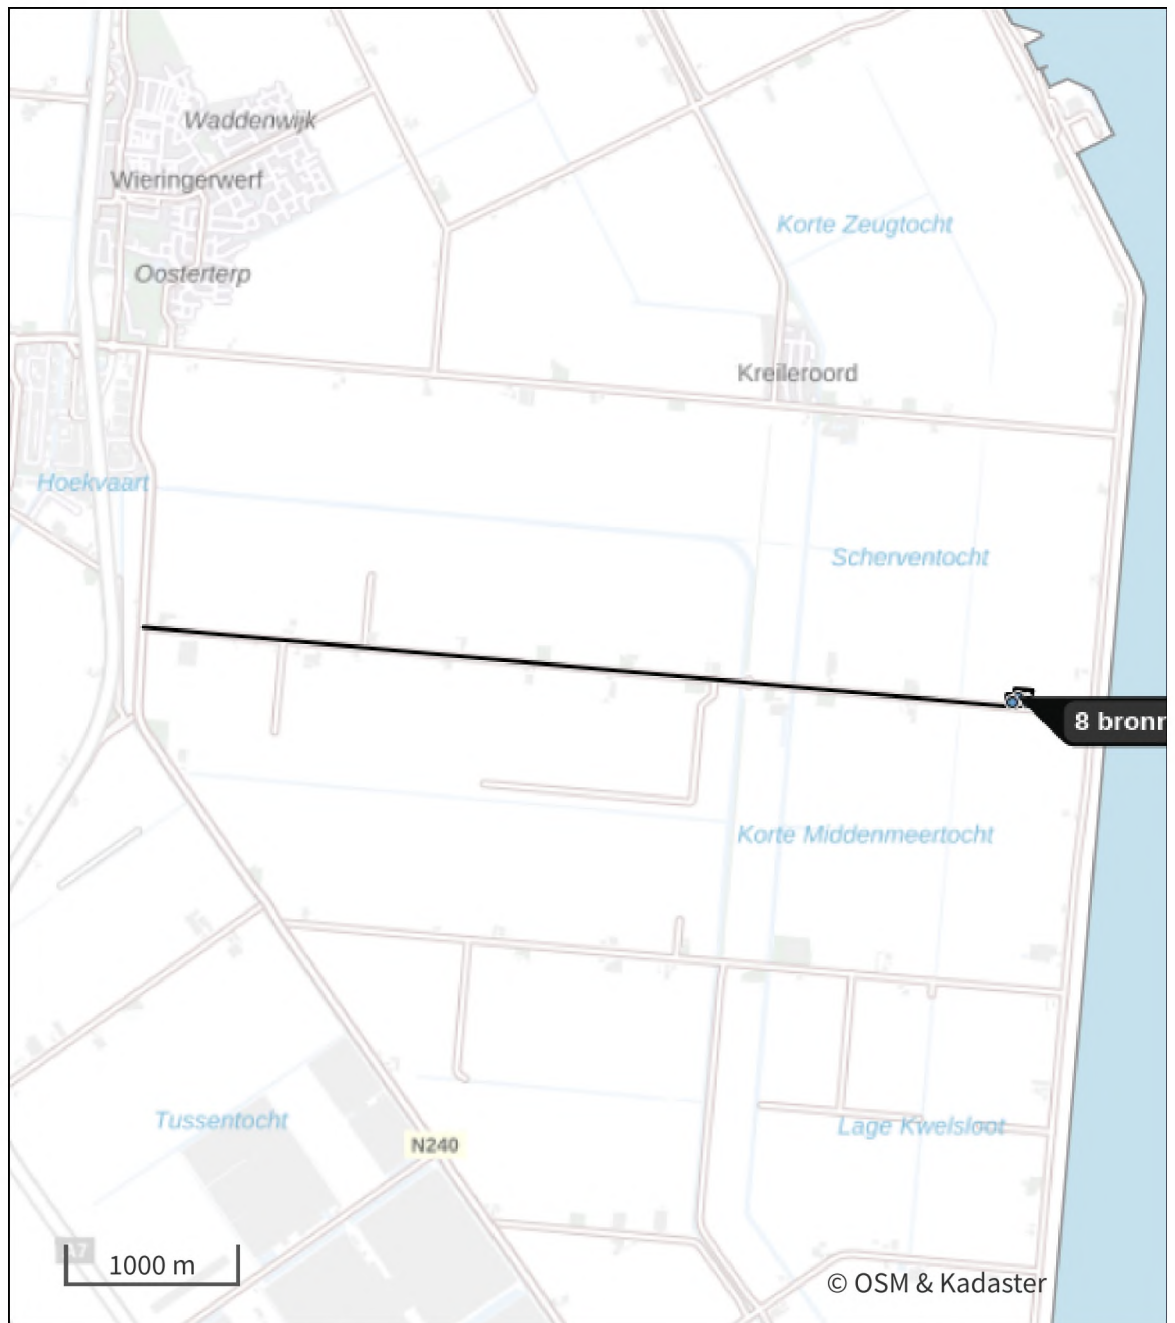 Waddenwijk
Wieringerwerf
Korte Zeugtocht
Oosterterp
Kreileroord
Hoekvaart
Scherventocht
8 bronr
Korte Middenmeertocht
Tussentocht
Lage Kwelsloot
N240
A7
1000 m
© OSM & Kadaster